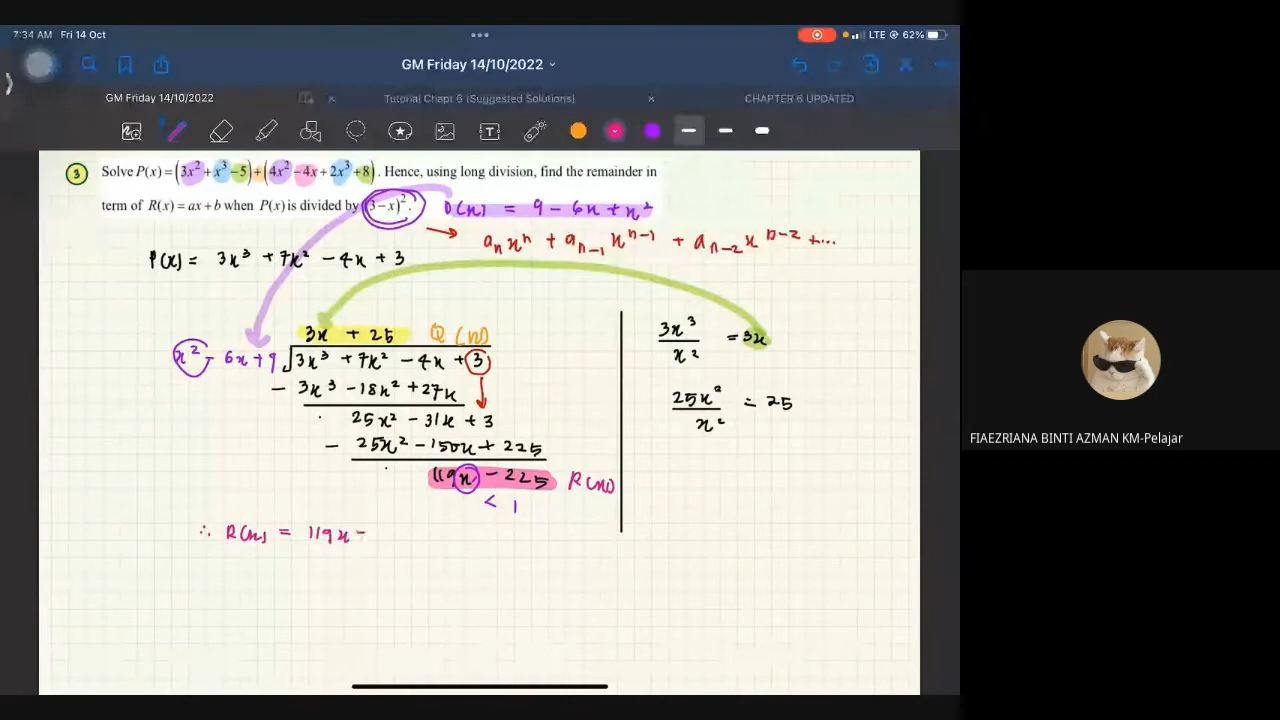 7:34 AM Fri 14 Oct
LTE 62%
GM Friday 14/10/2022
GM Friday 14/10/2022
Tutorial Chapt 6 (Suggested Solutions)
CHAPTER 6 UPDATED
3 Solve P(x) = (3x² + x³ − 5) + (4x² − 4x + 2x³ + 8). Hence, using long division, find the remainder in
term of R(x) = ax + b when P(x) is divided by (3 − x)².
D(x) = 9 − 6x + x²
→ aₙxⁿ + aₙ₋₁xⁿ⁻¹ + aₙ₋₂xⁿ⁻² + ...
P(x) = 3x³ + 7x² − 4x + 3
3x + 25 Q(x)
x² − 6x + 9 √3x³ + 7x² − 4x + 3
− 3x³ − 18x² + 27x
25x² − 31x + 3
− 25x² − 150x + 225
119x − 225 R(x)
< 1
∴ R(x) = 119x −
3x³/x² = 3x
25x²/x² = 25
FIAEZRIANA BINTI AZMAN KM-Pelajar